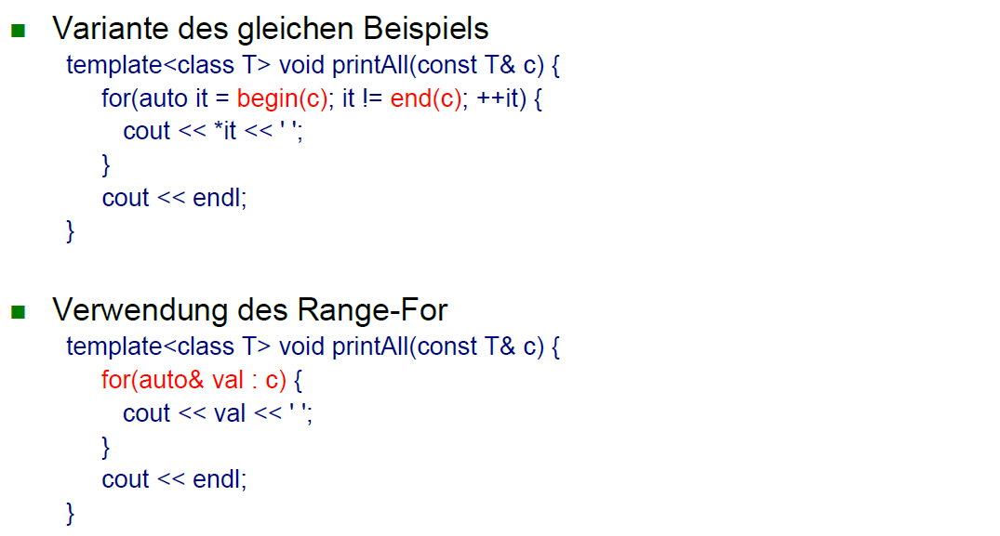 Variante des gleichen Beispiels
template<class T> void printAll(const T& c) {
for(auto it = begin(c); it != end(c); ++it) {
cout << *it << ' ';
}
cout << endl;
}
Verwendung des Range-For
template<class T> void printAll(const T& c) {
for(auto& val : c) {
cout << val << ' ';
}
cout << endl;
}